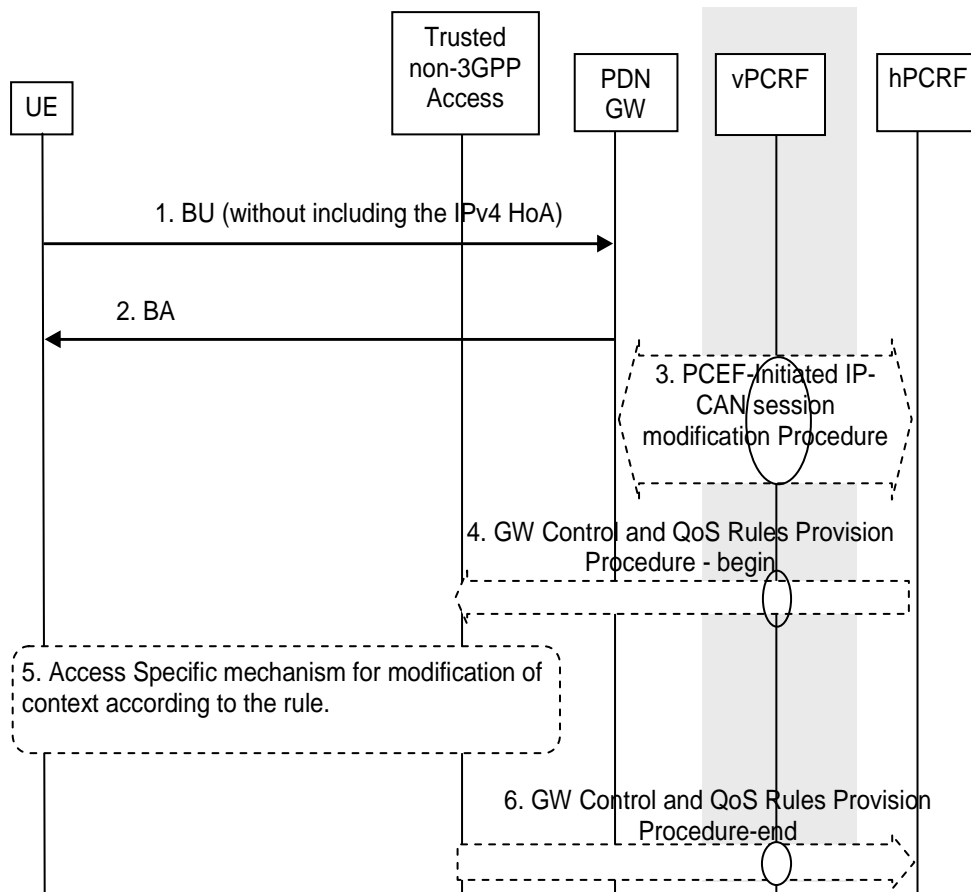 UE
Trusted
non-3GPP
Access
PDN
GW
vPCRF
hPCRF
1. BU (without including the IPv4 HoA)
2. BA
3. PCEF-Initiated IP-
CAN session
modification Procedure
4. GW Control and QoS Rules Provision
Procedure - begin
5. Access Specific mechanism for modification of
context according to the rule.
6. GW Control and QoS Rules Provision
Procedure-end